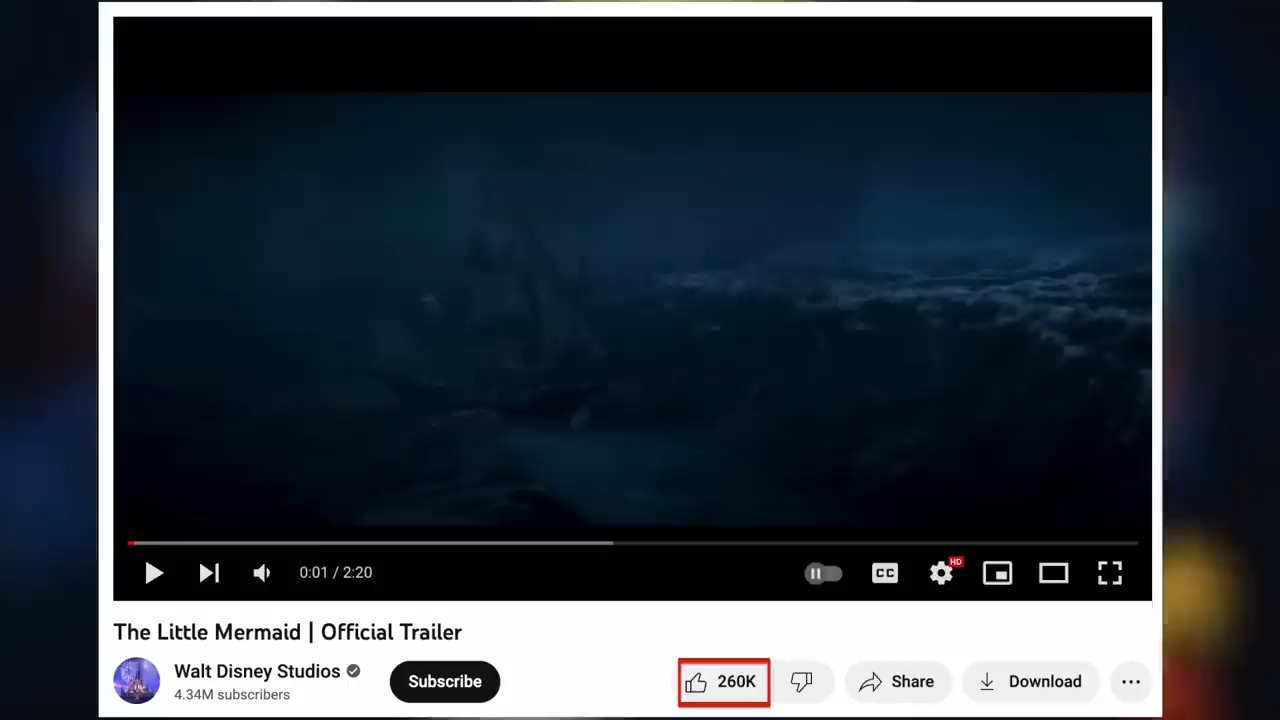 0:01 / 2:20
CC
HD
The Little Mermaid | Official Trailer
Walt Disney Studios
4.34M subscribers
Subscribe
260K
Share
Download